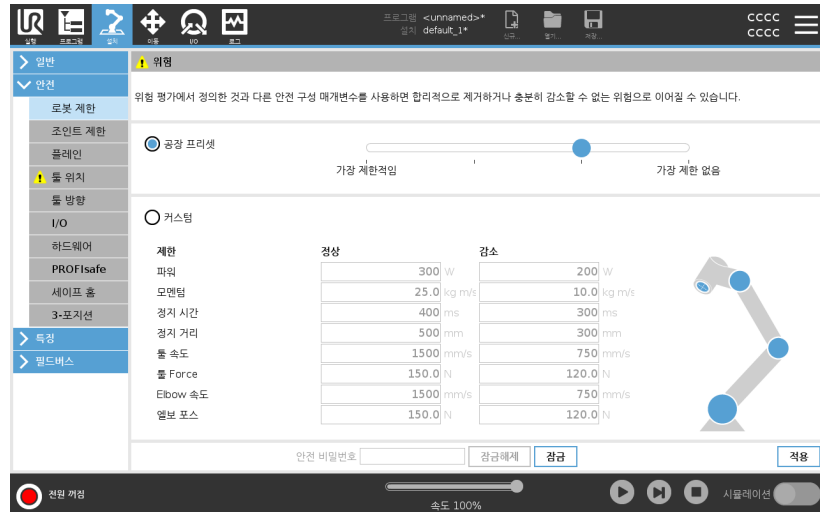 UR
실행 프로그램 설치 이동 I/O 로그
프로그램 <unnamed>*
설치 default_1*
신규... 열기... 저장...
cccc
cccc
일반
안전
로봇 제한
조인트 제한
플레인
툴 위치
툴 방향
I/O
하드웨어
PROFIsafe
세이프 홈
3-포지션
특징
필드버스
위험
위험 평가에서 정의한 것과 다른 안전 구성 매개변수를 사용하면 합리적으로 제거하거나 충분히 감소할 수 없는 위험으로 이어질 수 있습니다.
공장 프리셋
가장 제한적임 가장 제한 없음
커스텀
제한 정상 감소
파워 300 W 200 W
모멘텀 25.0 kg m/s 10.0 kg m/s
정지 시간 400 ms 300 ms
정지 거리 500 mm 300 mm
툴 속도 1500 mm/s 750 mm/s
툴 Force 150.0 N 120.0 N
Elbow 속도 1500 mm/s 750 mm/s
엘보 포스 150.0 N 120.0 N
안전 비밀번호 잠금해제 잠금 적용
전원 꺼짐
속도 100%
시뮬레이션